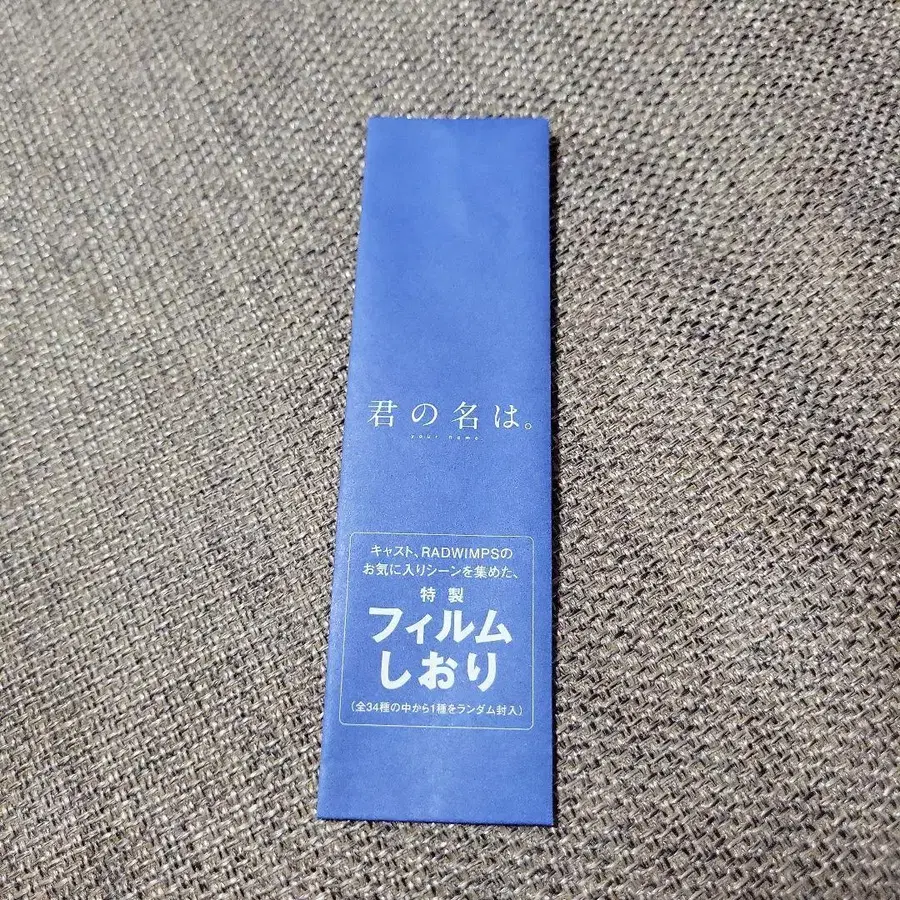 君の名は。
your name.
キャスト、RADWIMPSの
お気に入りシーンを集めた、
特製
フィルム
しおり
(全34種の中から1種をランダム封入)